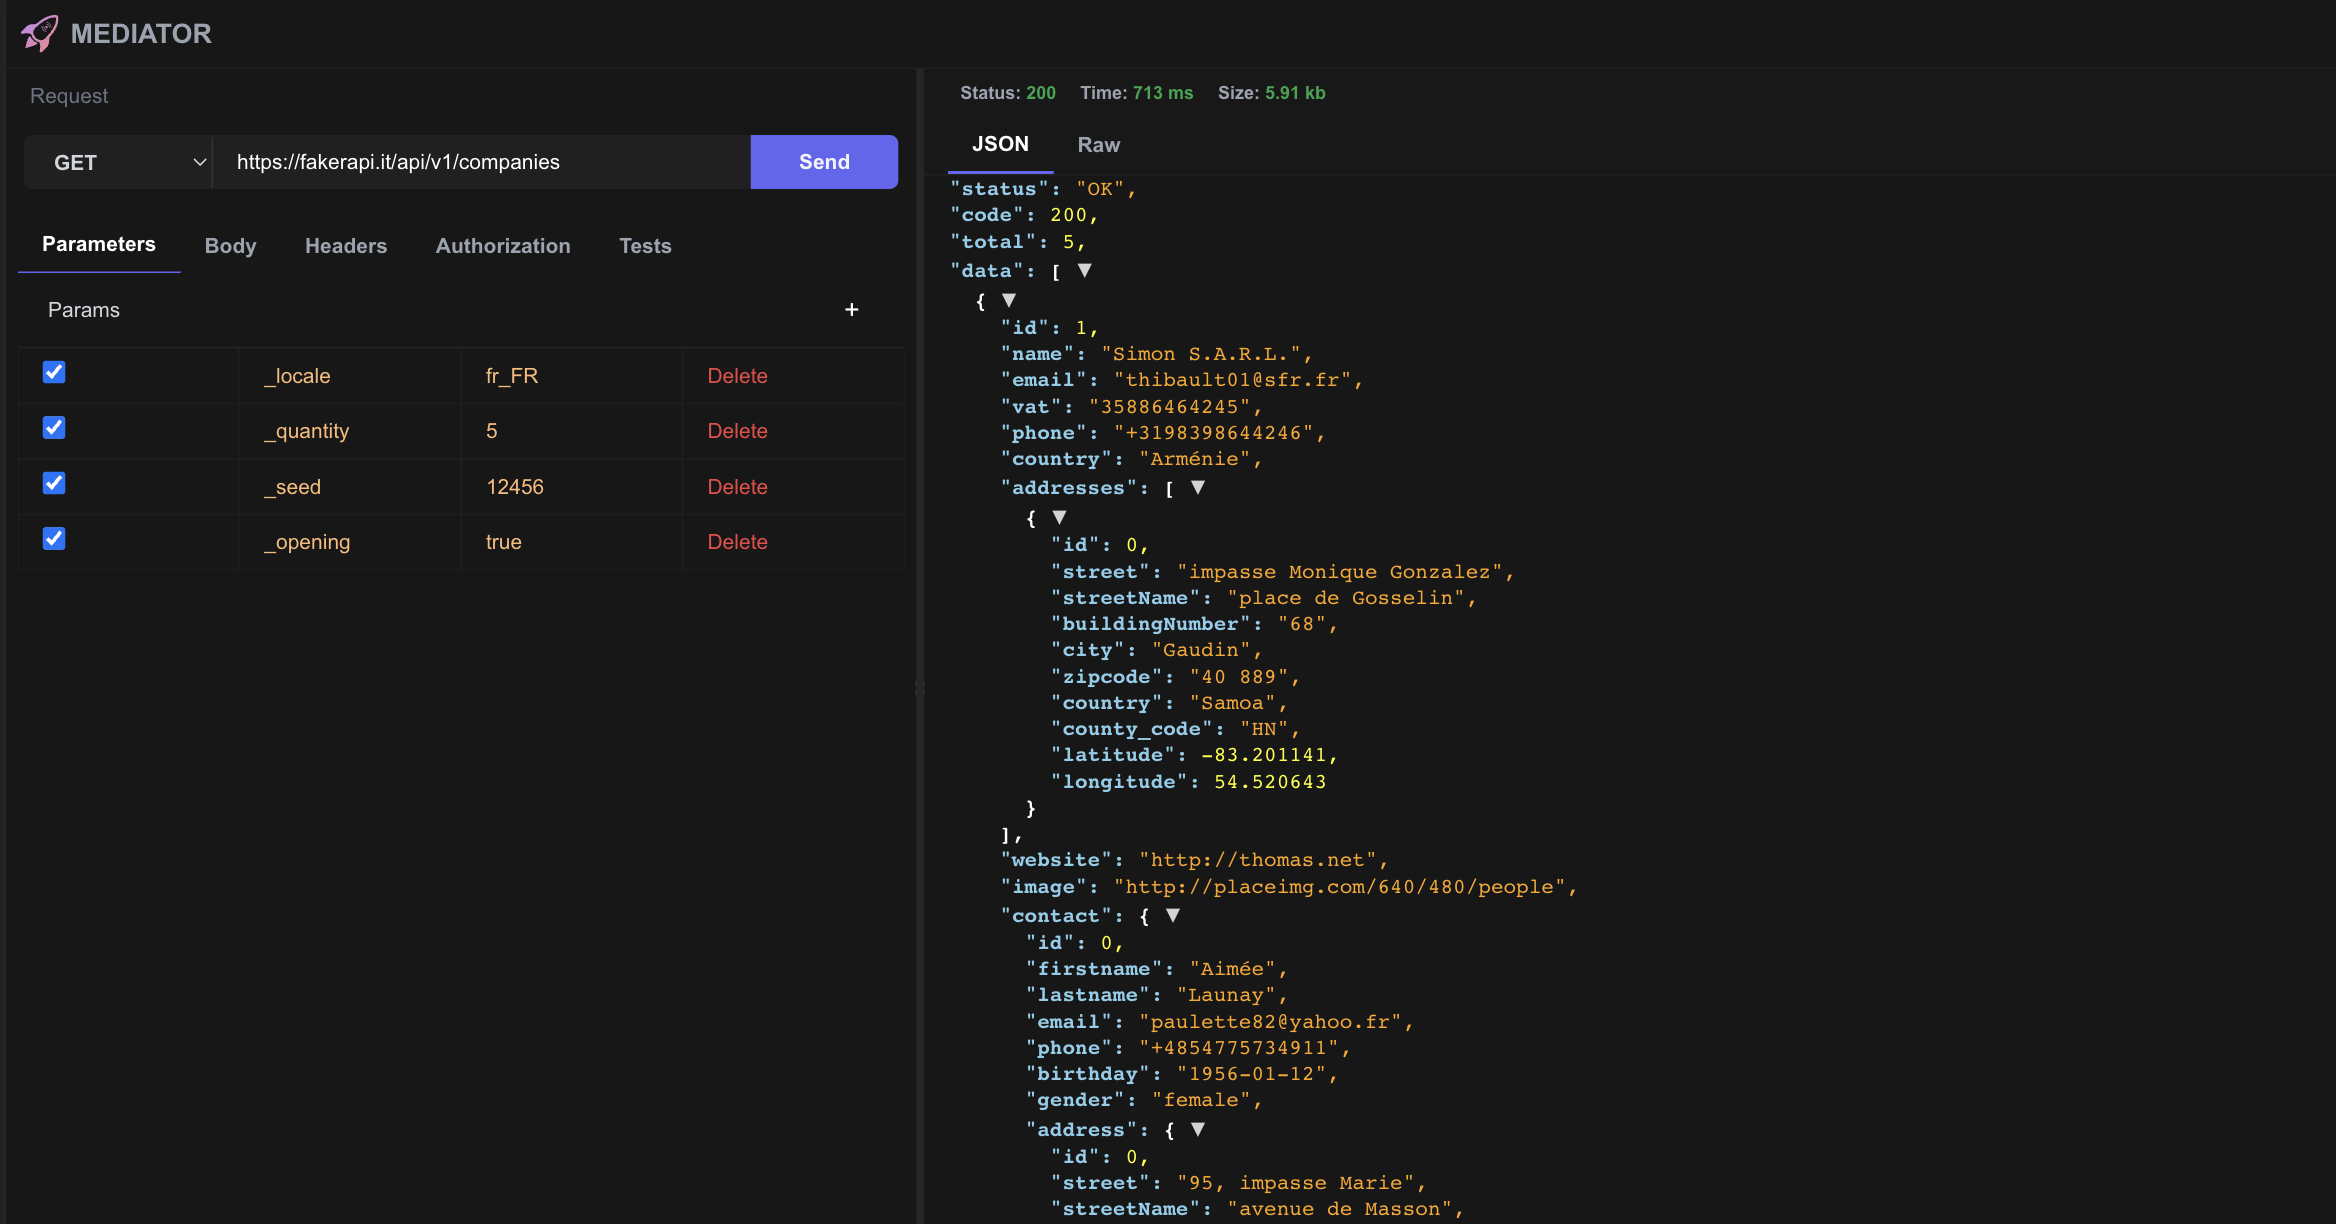 MEDIATOR
Request
GET
https://fakerapi.it/api/v1/companies
Send
Parameters
Body
Headers
Authorization
Tests
Params
+
_locale
fr_FR
Delete
_quantity
5
Delete
_seed
12456
Delete
_opening
true
Delete
Status: 200 Time: 713 ms Size: 5.91 kb
JSON
Raw
"status": "OK",
"code": 200,
"total": 5,
"data": [ ▼
{ ▼
"id": 1,
"name": "Simon S.A.R.L.",
"email": "thibault01@sfr.fr",
"vat": "35886464245",
"phone": "+3198398644246",
"country": "Arménie",
"addresses": [ ▼
{ ▼
"id": 0,
"street": "impasse Monique Gonzalez",
"streetName": "place de Gosselin",
"buildingNumber": "68",
"city": "Gaudin",
"zipcode": "40 889",
"country": "Samoa",
"county_code": "HN",
"latitude": -83.201141,
"longitude": 54.520643
}
],
"website": "http://thomas.net",
"image": "http://placeimg.com/640/480/people",
"contact": { ▼
"id": 0,
"firstname": "Aimée",
"lastname": "Launay",
"email": "paulette82@yahoo.fr",
"phone": "+4854775734911",
"birthday": "1956-01-12",
"gender": "female",
"address": { ▼
"id": 0,
"street": "95, impasse Marie",
"streetName": "avenue de Masson",